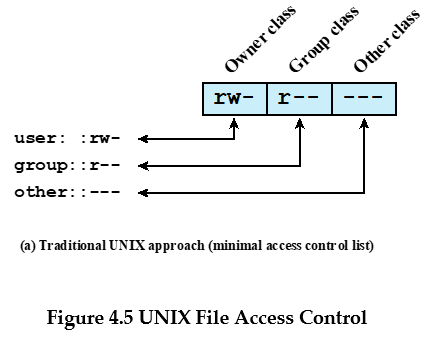 Owner class
Group class
Other class
rw- r-- ---
user: :rw-
group::r--
other::---
(a) Traditional UNIX approach (minimal access control list)
Figure 4.5 UNIX File Access Control